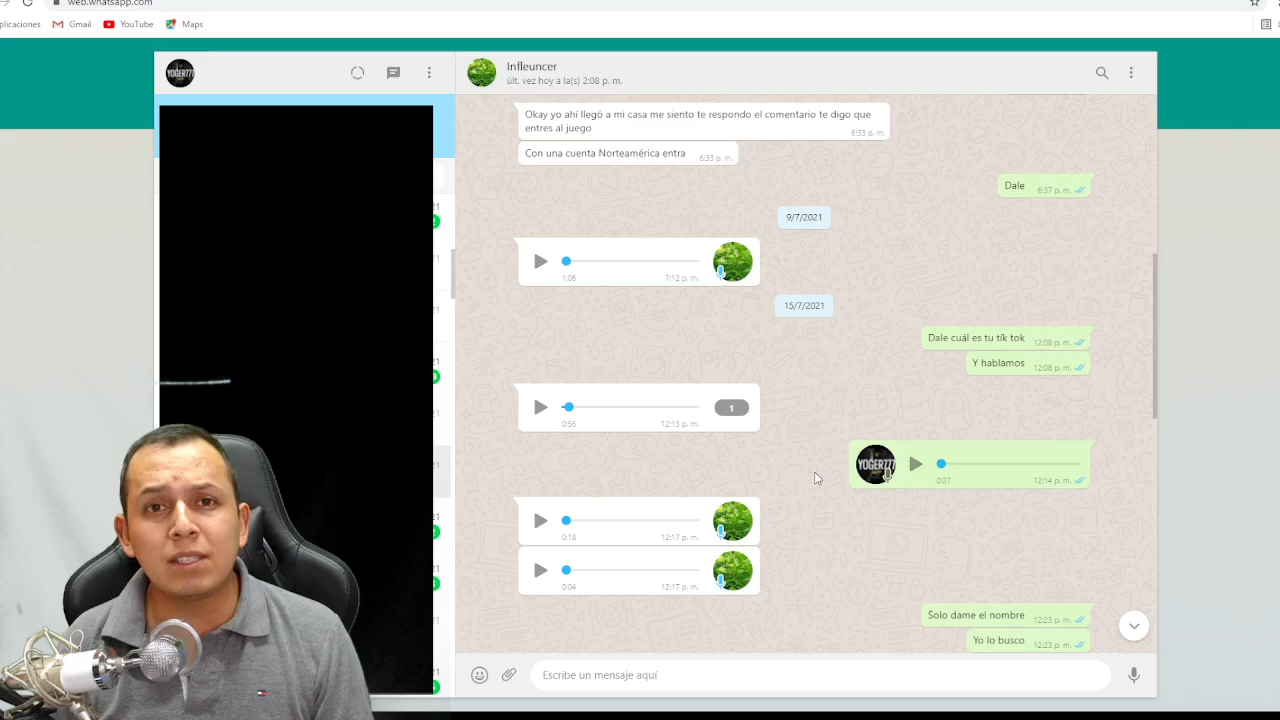 web.whatsapp.com
plicaciones
Gmail
YouTube
Maps
YOGER777
Infleuncer
últ. vez hoy a la(s) 2:08 p. m.
Okay yo ahí llegó a mi casa me siento te respondo el comentario te digo que
entres al juego
6:33 p. m.
Con una cuenta Norteamérica entra 6:33 p. m.
Dale 6:37 p. m.
9/7/2021
1:06 7:12 p. m.
15/7/2021
Dale cuál es tu tík tok 12:08 p. m.
Y hablamos 12:08 p. m.
1
0:56 12:13 p. m.
YOGER777
0:27 12:14 p. m.
0:18 12:17 p. m.
0:04 12:17 p. m.
Solo dame el nombre 12:23 p. m.
Yo lo busco 12:23 p. m.
Escribe un mensaje aquí